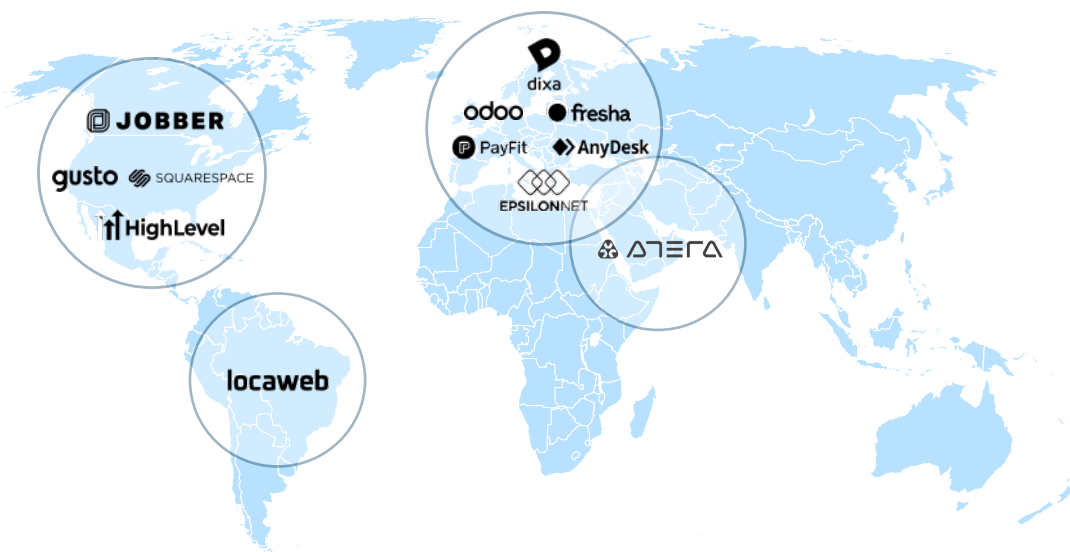 JOBBER
gusto SQUARESPACE
HighLevel
dixa
odoo fresha
PayFit AnyDesk
EPSILONNET
ATERA
locaweb